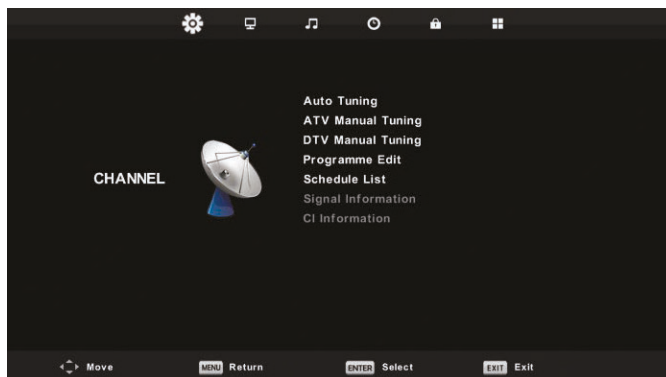 Auto Tuning
ATV Manual Tuning
DTV Manual Tuning
Programme Edit
CHANNEL
Schedule List
Signal Information
CI Information
Move MENU Return ENTER Select EXIT Exit